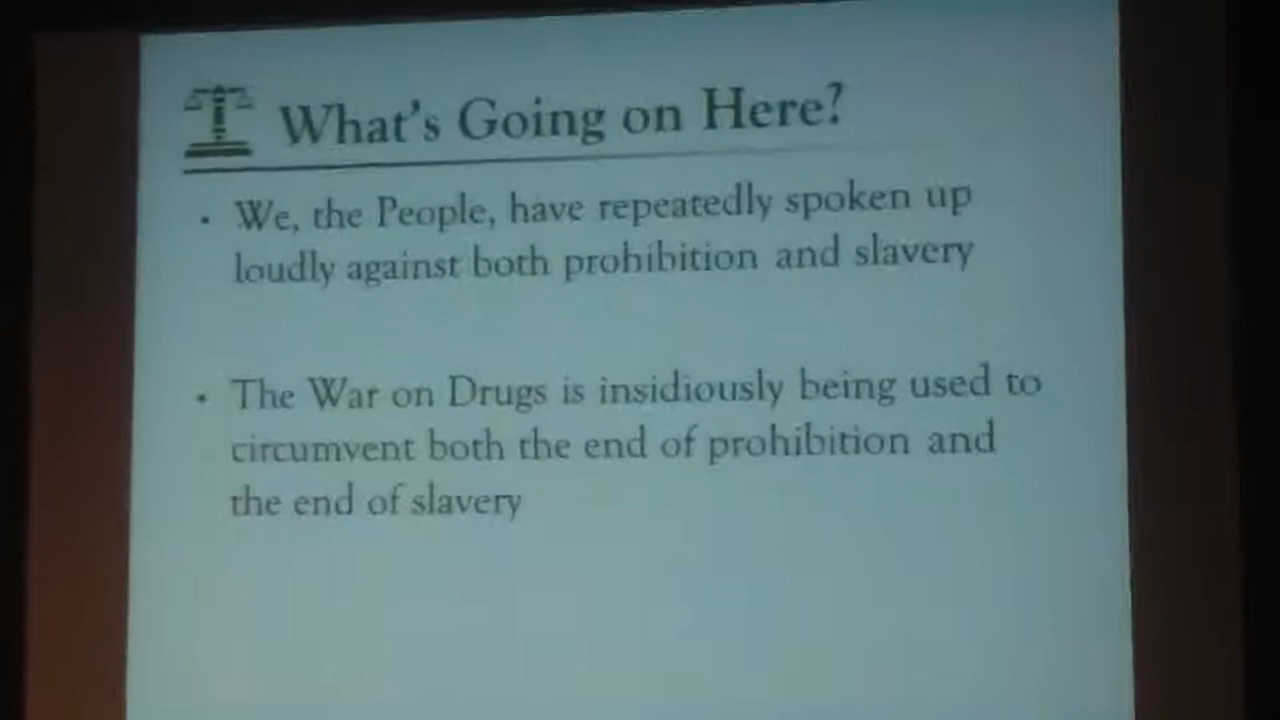 What's Going on Here?
• We, the People, have repeatedly spoken up
loudly against both prohibition and slavery
• The War on Drugs is insidiously being used to
circumvent both the end of prohibition and
the end of slavery